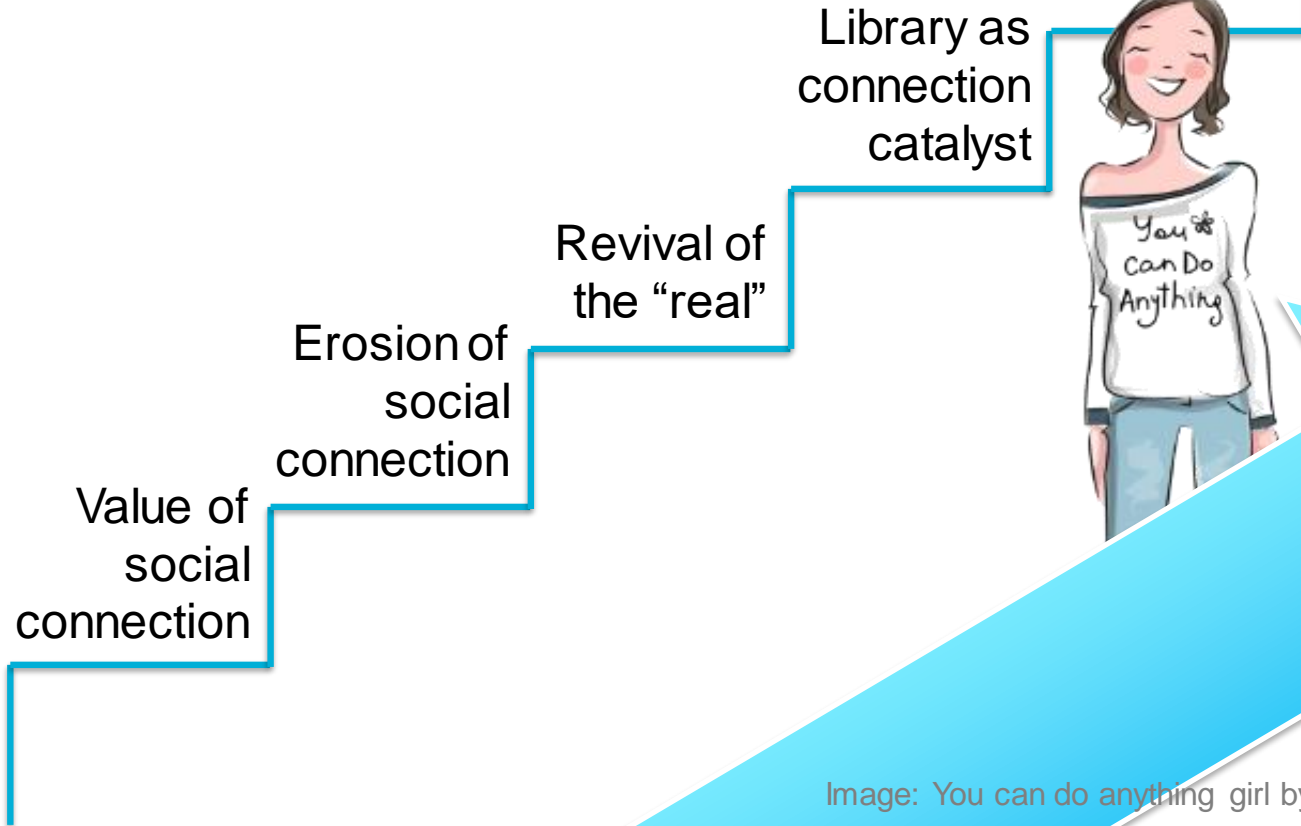 Library as
connection
catalyst
You
Can Do
Anything
Revival of
the “real”
Erosion of
social
connection
Value of
social
connection
Image: You can do anything girl by